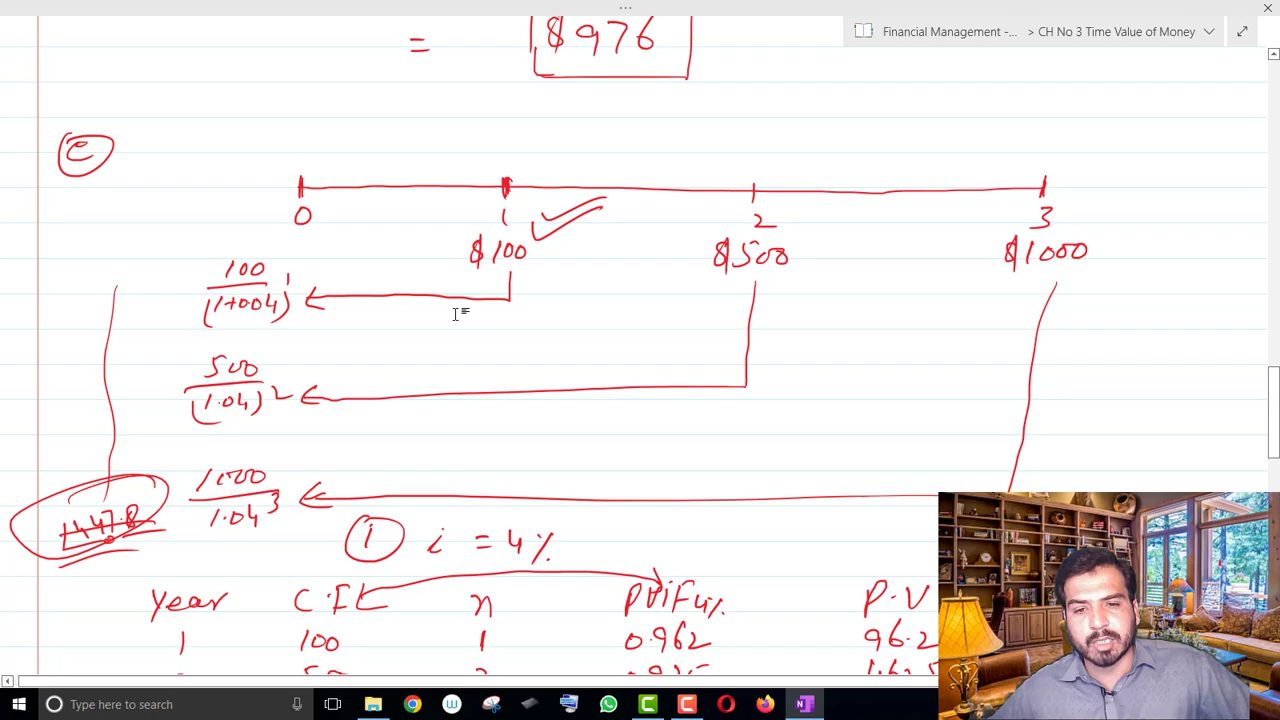 Financial Management -... > CH No 3 Time Value of Money
= $976
e
0 1 2 3
$100 $500 $1000
100
(1+004)1
500
(1.04)2
1000
1.043
1447.8
i i = 4%
Year C.F n PViF4% P.V
1 100 1 0.962 96.2
Type here to search